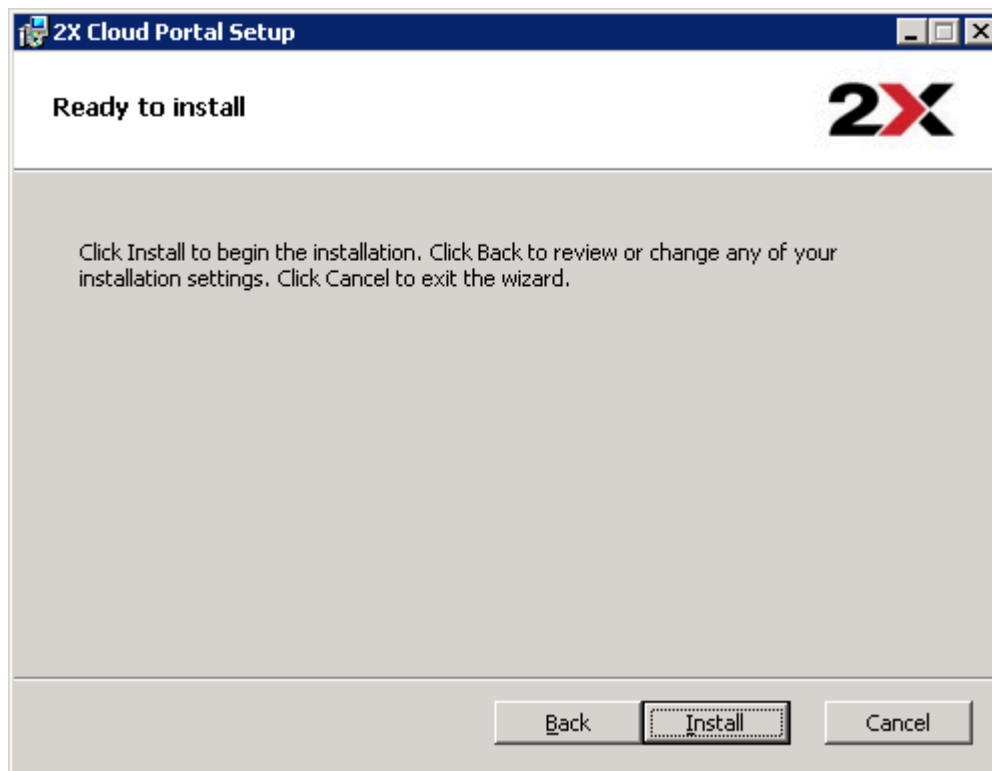 2X Cloud Portal Setup
Ready to install
2X
Click Install to begin the installation. Click Back to review or change any of your
installation settings. Click Cancel to exit the wizard.
Back
Install
Cancel